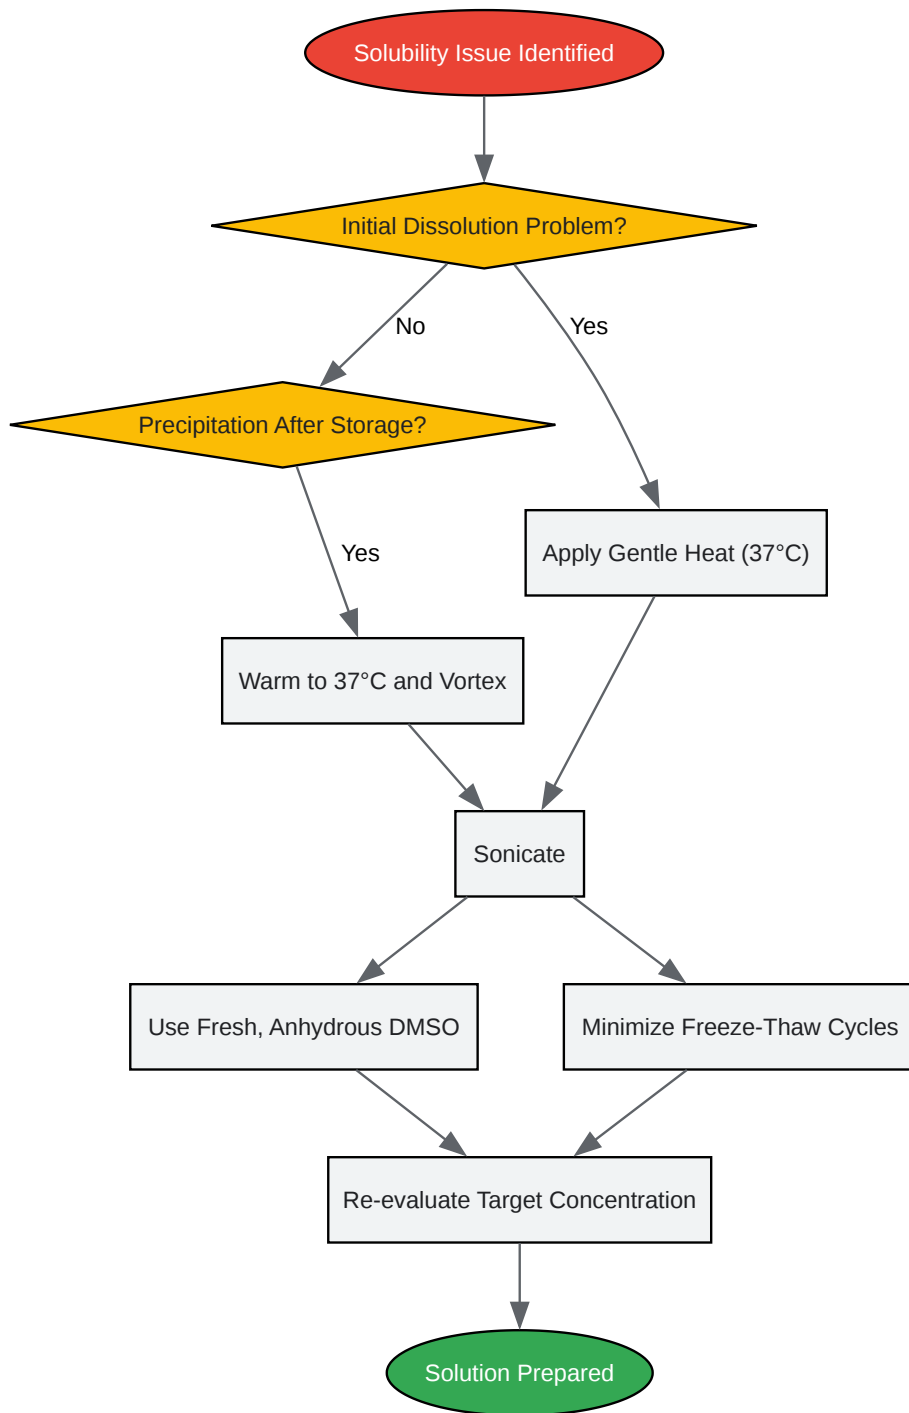 Solubility Issue Identified
Initial Dissolution Problem?
No
Yes
Precipitation After Storage?
Yes
Apply Gentle Heat (37°C)
Warm to 37°C and Vortex
Sonicate
Use Fresh, Anhydrous DMSO
Minimize Freeze-Thaw Cycles
Re-evaluate Target Concentration
Solution Prepared